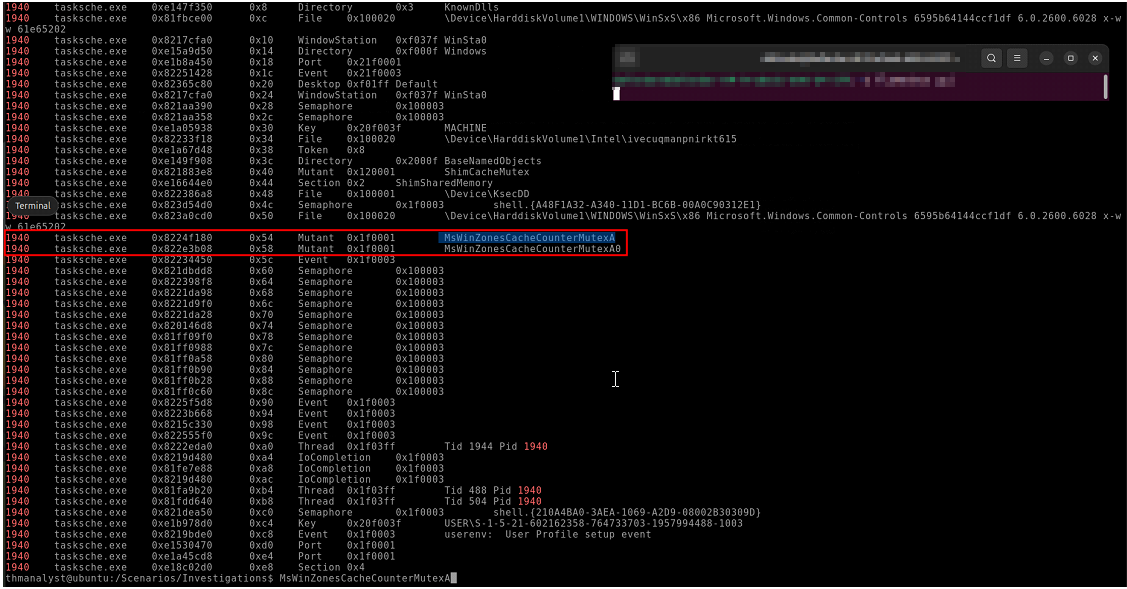 1940    tasksche.exe    0xe147f350      0x8     Directory       0x3     KnownDlls
1940    tasksche.exe    0x81fbce00      0xc     File    0x100020        \Device\HarddiskVolume1\WINDOWS\WinSxS\x86 Microsoft.Windows.Common-Controls 6595b64144ccf1df 6.0.2600.6028 x-w
w 61e65202
1940    tasksche.exe    0x8217cfa0      0x10    WindowStation   0xf037f WinSta0
1940    tasksche.exe    0xe15a9d50      0x14    Directory       0xf000f Windows
1940    tasksche.exe    0xe1b8a450      0x18    Port    0x21f0001
1940    tasksche.exe    0x82251428      0x1c    Event   0x21f0003
1940    tasksche.exe    0x82365c80      0x20    Desktop 0xf01ff Default
1940    tasksche.exe    0x8217cfa0      0x24    WindowStation   0xf037f WinSta0
1940    tasksche.exe    0x821aa390      0x28    Semaphore       0x100003
1940    tasksche.exe    0x821aa358      0x2c    Semaphore       0x100003
1940    tasksche.exe    0xe1a05938      0x30    Key     0x20f003f       MACHINE
1940    tasksche.exe    0x82233f18      0x34    File    0x100020        \Device\HarddiskVolume1\Intel\ivecuqmanpnirkt615
1940    tasksche.exe    0xe1a67d48      0x38    Token   0x8
1940    tasksche.exe    0xe149f908      0x3c    Directory       0x2000f BaseNamedObjects
1940    tasksche.exe    0x821883e8      0x40    Mutant  0x120001        ShimCacheMutex
1940    tasksche.exe    0xe16644e0      0x44    Section 0x2     ShimSharedMemory
1940    tasksche.exe    0x822386a8      0x48    File    0x100001        \Device\KsecDD
Terminal    tasksche.exe    0x823d54d0      0x4c    Semaphore       0x1f0003        shell.{A48F1A32-A340-11D1-BC6B-00A0C90312E1}
tasksche.exe    0x823a0cd0      0x50    File    0x100020        \Device\HarddiskVolume1\WINDOWS\WinSxS\x86 Microsoft.Windows.Common-Controls 6595b64144ccf1df 6.0.2600.6028 x-w
w 61e65202
1940    tasksche.exe    0x8224f180      0x54    Mutant  0x1f0001        MsWinZonesCacheCounterMutexA
1940    tasksche.exe    0x822e3b08      0x58    Mutant  0x1f0001        MsWinZonesCacheCounterMutexA0
1940    tasksche.exe    0x82234450      0x5c    Event   0x1f0003
1940    tasksche.exe    0x821dbdd8      0x60    Semaphore       0x100003
1940    tasksche.exe    0x822398f8      0x64    Semaphore       0x100003
1940    tasksche.exe    0x8221da98      0x68    Semaphore       0x100003
1940    tasksche.exe    0x8221d9f0      0x6c    Semaphore       0x100003
1940    tasksche.exe    0x8221da28      0x70    Semaphore       0x100003
1940    tasksche.exe    0x820146d8      0x74    Semaphore       0x100003
1940    tasksche.exe    0x81ff09f0      0x78    Semaphore       0x100003
1940    tasksche.exe    0x81ff0988      0x7c    Semaphore       0x100003
1940    tasksche.exe    0x81ff0a58      0x80    Semaphore       0x100003
1940    tasksche.exe    0x81ff0b90      0x84    Semaphore       0x100003
1940    tasksche.exe    0x81ff0b28      0x88    Semaphore       0x100003
1940    tasksche.exe    0x81ff0c60      0x8c    Semaphore       0x100003
1940    tasksche.exe    0x8225f5d8      0x90    Event   0x1f0003
1940    tasksche.exe    0x8223b668      0x94    Event   0x1f0003
1940    tasksche.exe    0x8215c330      0x98    Event   0x1f0003
1940    tasksche.exe    0x822555f0      0x9c    Event   0x1f0003
1940    tasksche.exe    0x8222eda0      0xa0    Thread  0x1f03ff        Tid 1944 Pid 1940
1940    tasksche.exe    0x8219d480      0xa4    IoCompletion    0x1f0003
1940    tasksche.exe    0x81fe7e88      0xa8    IoCompletion    0x1f0003
1940    tasksche.exe    0x8219d480      0xac    IoCompletion    0x1f0003
1940    tasksche.exe    0x81fa9b20      0xb4    Thread  0x1f03ff        Tid 488 Pid 1940
1940    tasksche.exe    0x81fdd640      0xb8    Thread  0x1f03ff        Tid 504 Pid 1940
1940    tasksche.exe    0x821dea50      0xc0    Semaphore       0x1f0003        shell.{210A4BA0-3AEA-1069-A2D9-08002B30309D}
1940    tasksche.exe    0xe1b978d0      0xc4    Key     0x20f003f       USER\S-1-5-21-602162358-764733703-1957994488-1003
1940    tasksche.exe    0x8219bde0      0xc8    Event   0x1f0003        userenv:  User Profile setup event
1940    tasksche.exe    0xe1530470      0xd0    Port    0x1f0001
1940    tasksche.exe    0xe1a45cd8      0xe4    Port    0x1f0001
1940    tasksche.exe    0xe18c02d0      0xe8    Section 0x4
thmanalyst@ubuntu:/Scenarios/Investigations$ MsWinZonesCacheCounterMutexA